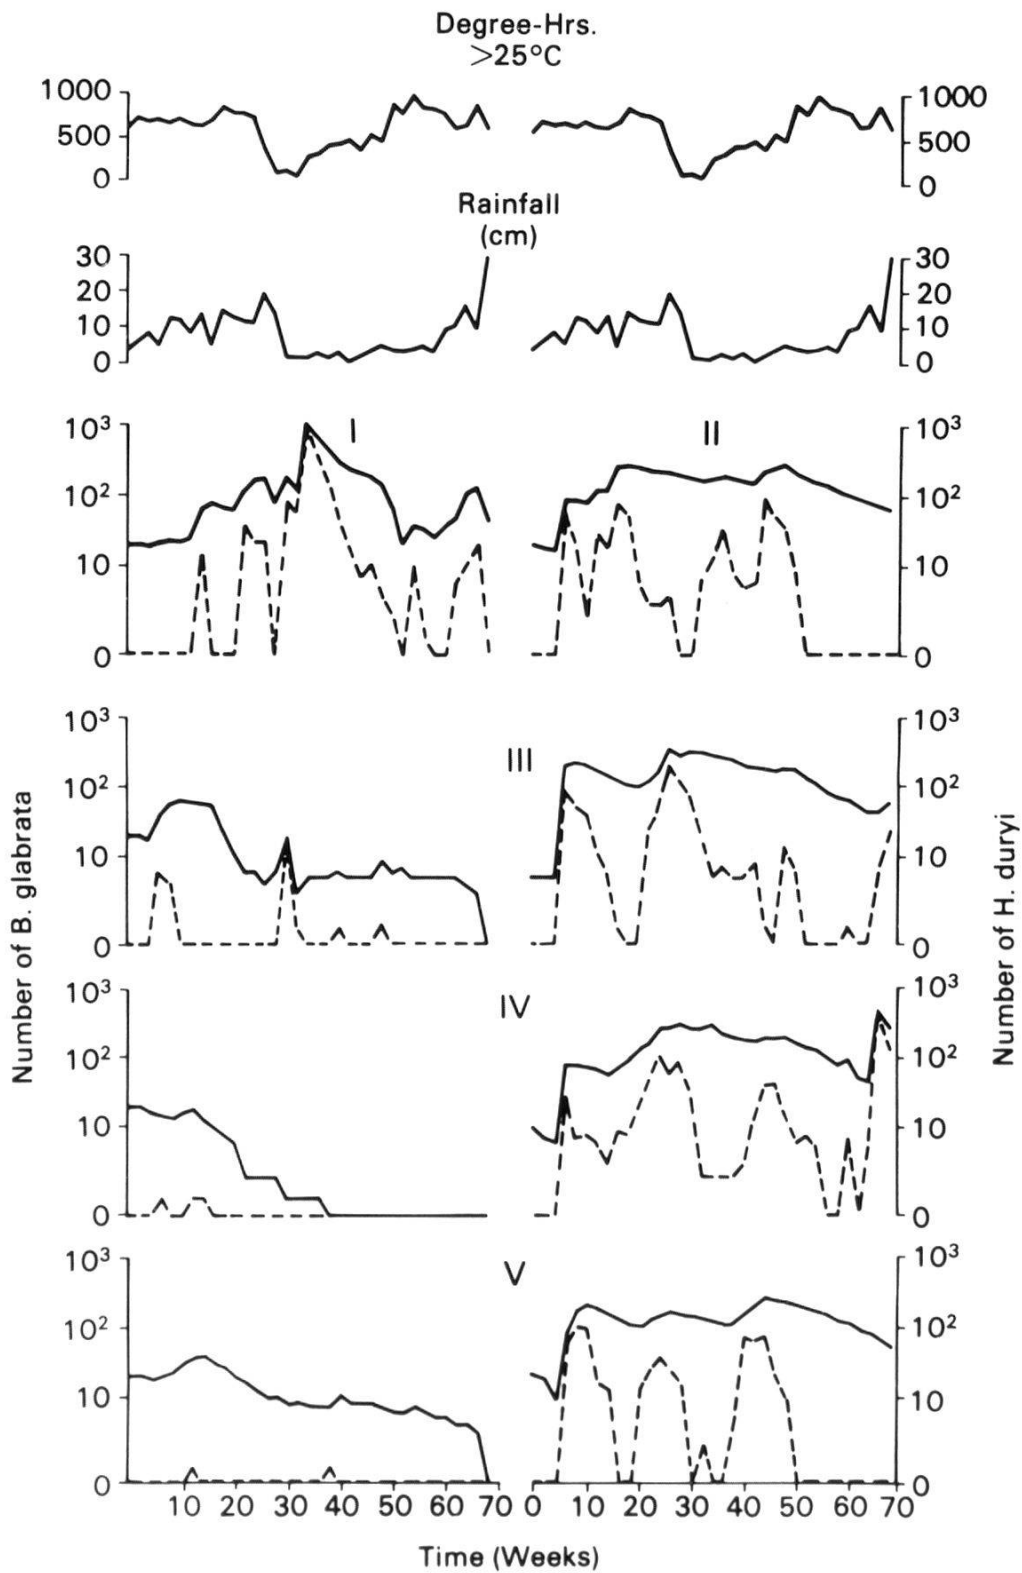 Degree-Hrs.
>25°C
1000 1000
500 500
0 0
Rainfall
(cm)
30 30
20 20
10 10
0 0
I II
10³ 10³
10² 10²
10 10
0 0
III
10³ 10³
10² 10²
10 10
0 0
IV
10³ 10³
10² 10²
10 10
0 0
V
10³ 10³
10² 10²
10 10
0 0
10 20 30 40 50 60 70 0 10 20 30 40 50 60 70
Time (Weeks)
Number of B. glabrata
Number of H. duryi